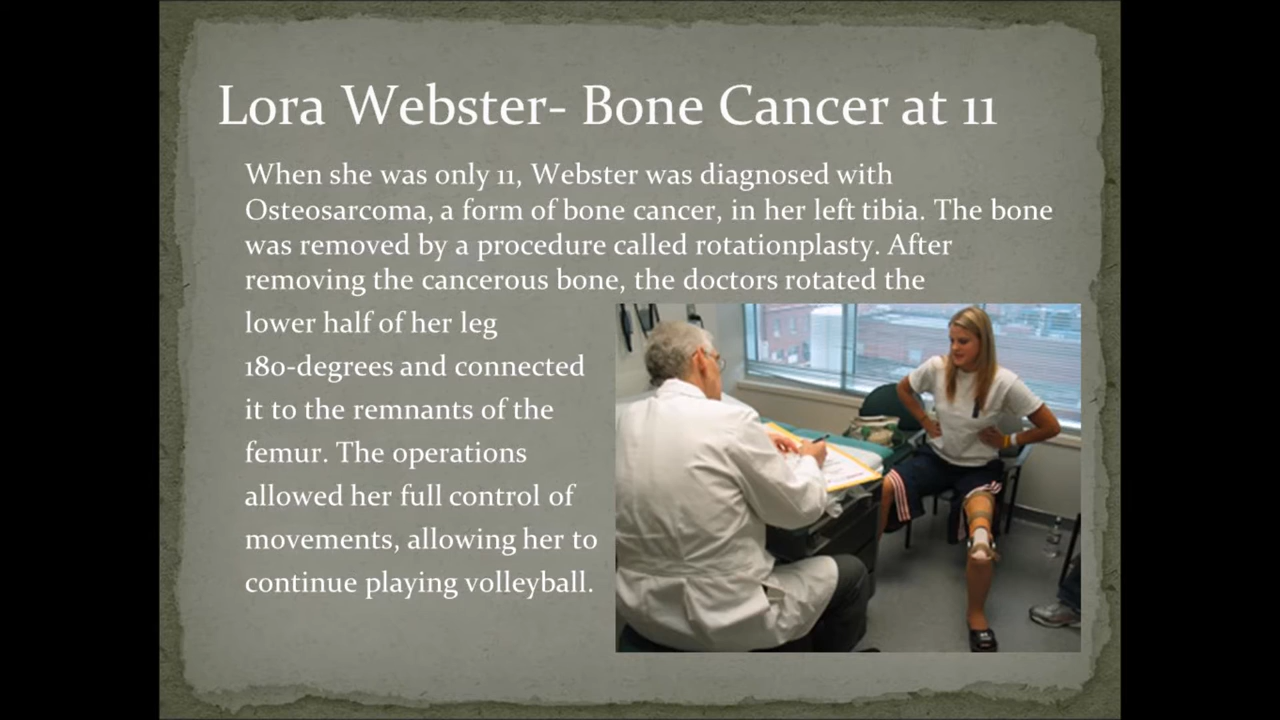 Lora Webster- Bone Cancer at 11
When she was only 11, Webster was diagnosed with
Osteosarcoma, a form of bone cancer, in her left tibia. The bone
was removed by a procedure called rotationplasty. After
removing the cancerous bone, the doctors rotated the
lower half of her leg
180-degrees and connected
it to the remnants of the
femur. The operations
allowed her full control of
movements, allowing her to
continue playing volleyball.